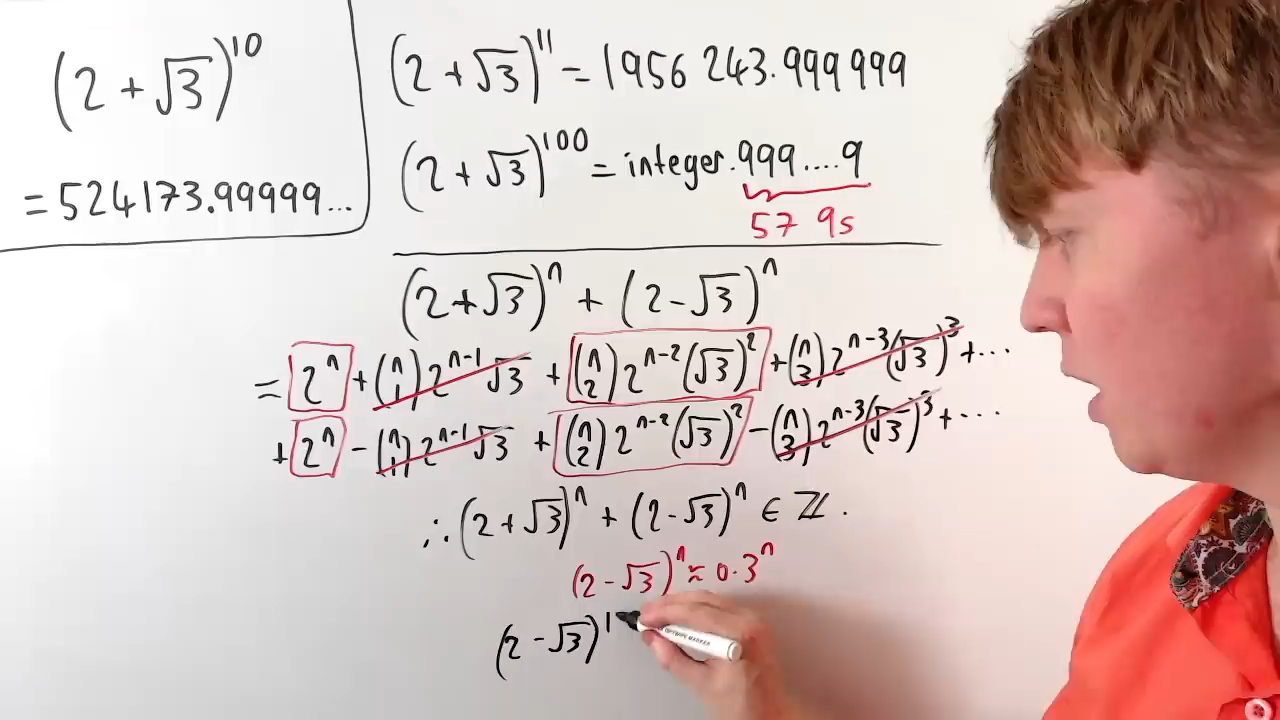 (2 + √3)^10
= 524173.99999...
(2 + √3)^11 = 1956 243.999 999
(2 + √3)^100 = integer.999....9
57 9s
(2 + √3)^n + (2 - √3)^n
= 2^n + (n 1) 2^(n-1) √3 + (n 2) 2^(n-2) (√3)^2 + (n 3) 2^(n-3) (√3)^3 + ...
+ 2^n - (n 1) 2^(n-1) √3 + (n 2) 2^(n-2) (√3)^2 - (n 3) 2^(n-3) (√3)^3 + ...
∴ (2 + √3)^n + (2 - √3)^n ∈ ℤ.
(2 - √3)^n ≈ 0.3^n
(2 - √3)^1